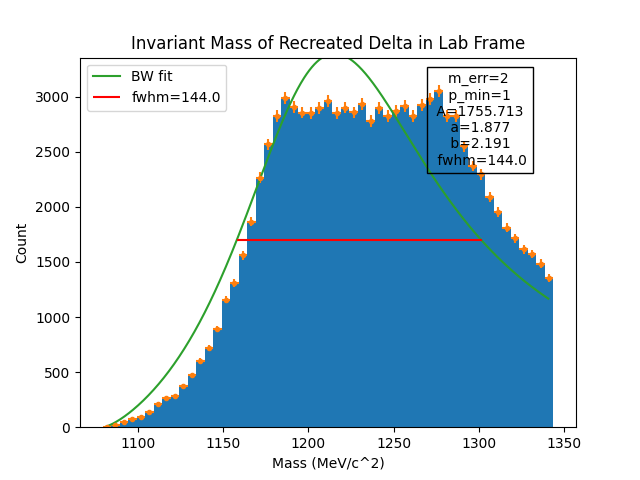 Invariant Mass of Recreated Delta in Lab Frame
BW fit
fwhm=144.0
m_err=2
p_min=1
A=1755.713
a=1.877
b=2.191
fwhm=144.0
Count
3000
2500
2000
1500
1000
500
0
1100 1150 1200 1250 1300 1350
Mass (MeV/c^2)